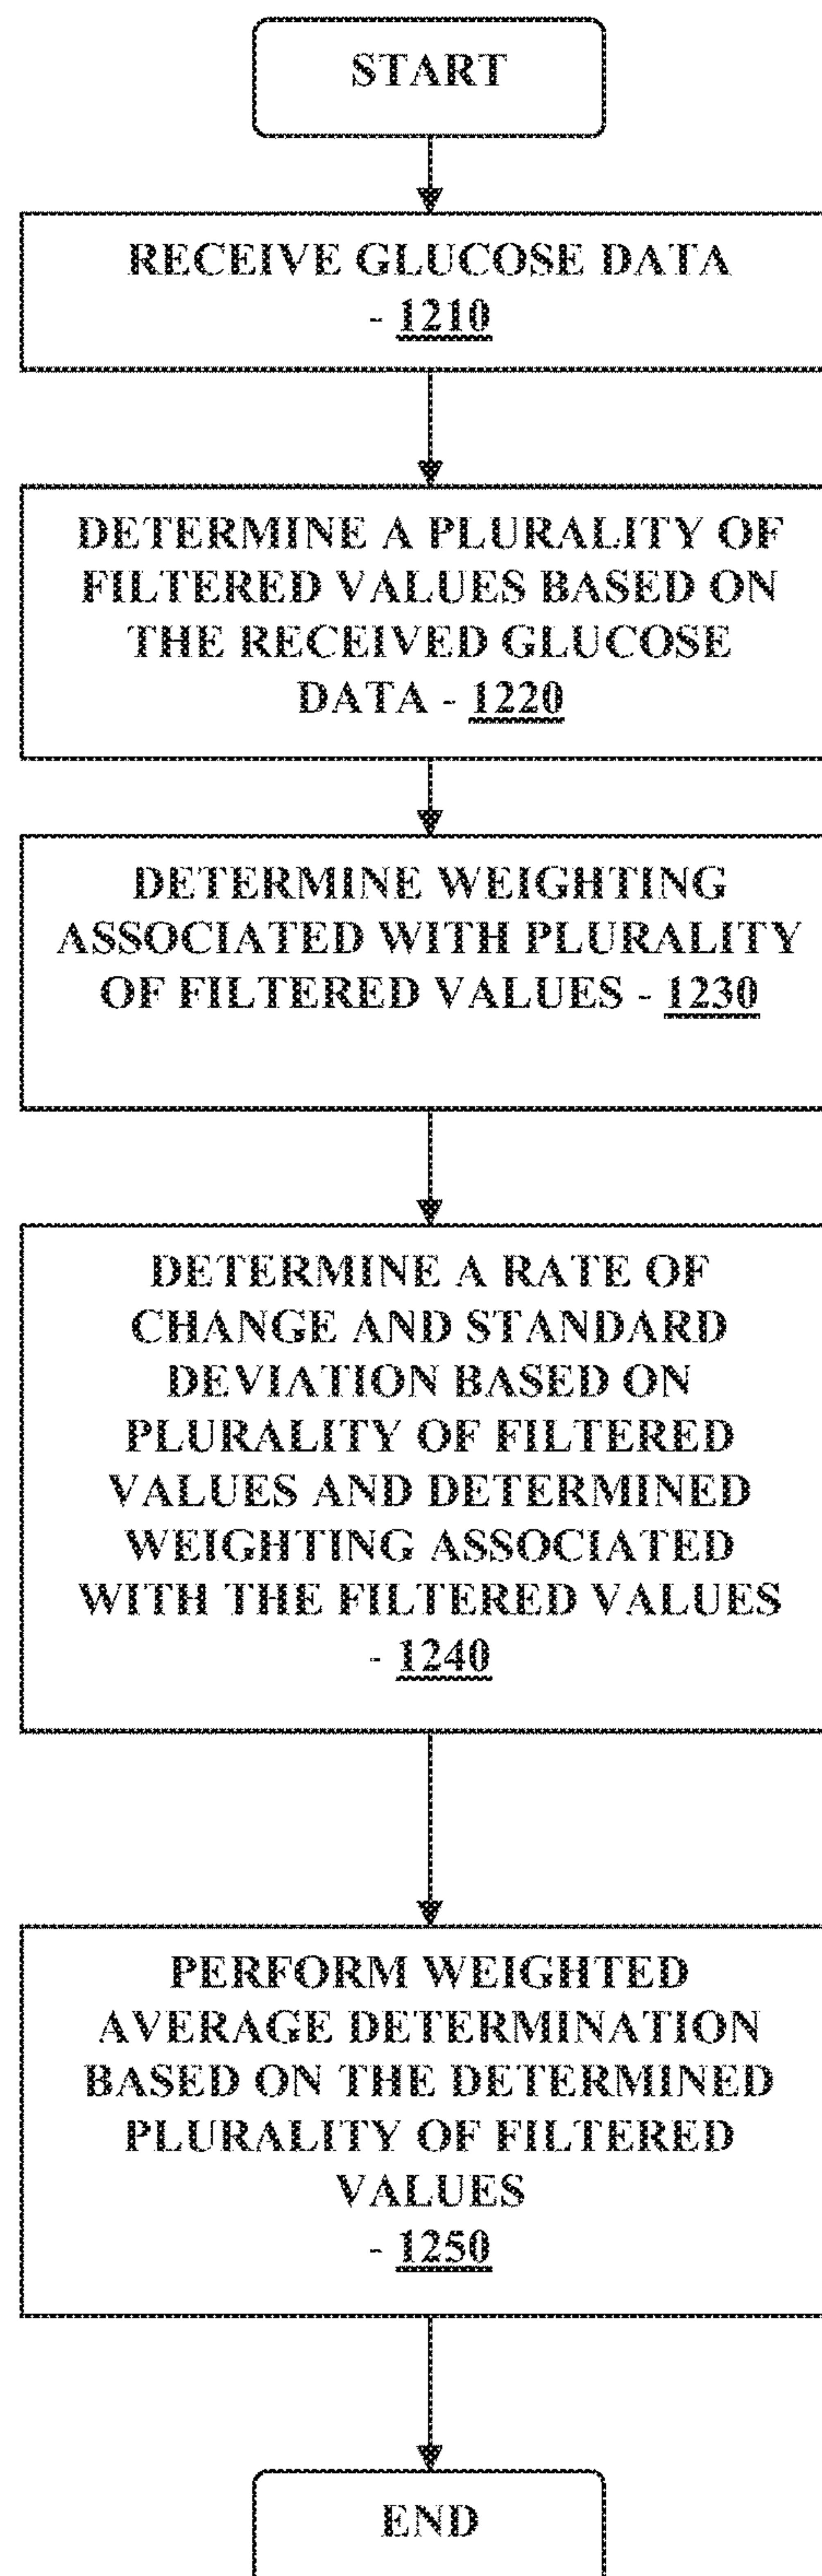 START
RECEIVE GLUCOSE DATA
- 1210
DETERMINE A PLURALITY OF
FILTERED VALUES BASED ON
THE RECEIVED GLUCOSE
DATA - 1220
DETERMINE WEIGHTING
ASSOCIATED WITH PLURALITY
OF FILTERED VALUES - 1230
DETERMINE A RATE OF
CHANGE AND STANDARD
DEVIATION BASED ON
PLURALITY OF FILTERED
VALUES AND DETERMINED
WEIGHTING ASSOCIATED
WITH THE FILTERED VALUES
- 1240
PERFORM WEIGHTED
AVERAGE DETERMINATION
BASED ON THE DETERMINED
PLURALITY OF FILTERED
VALUES
- 1250
END